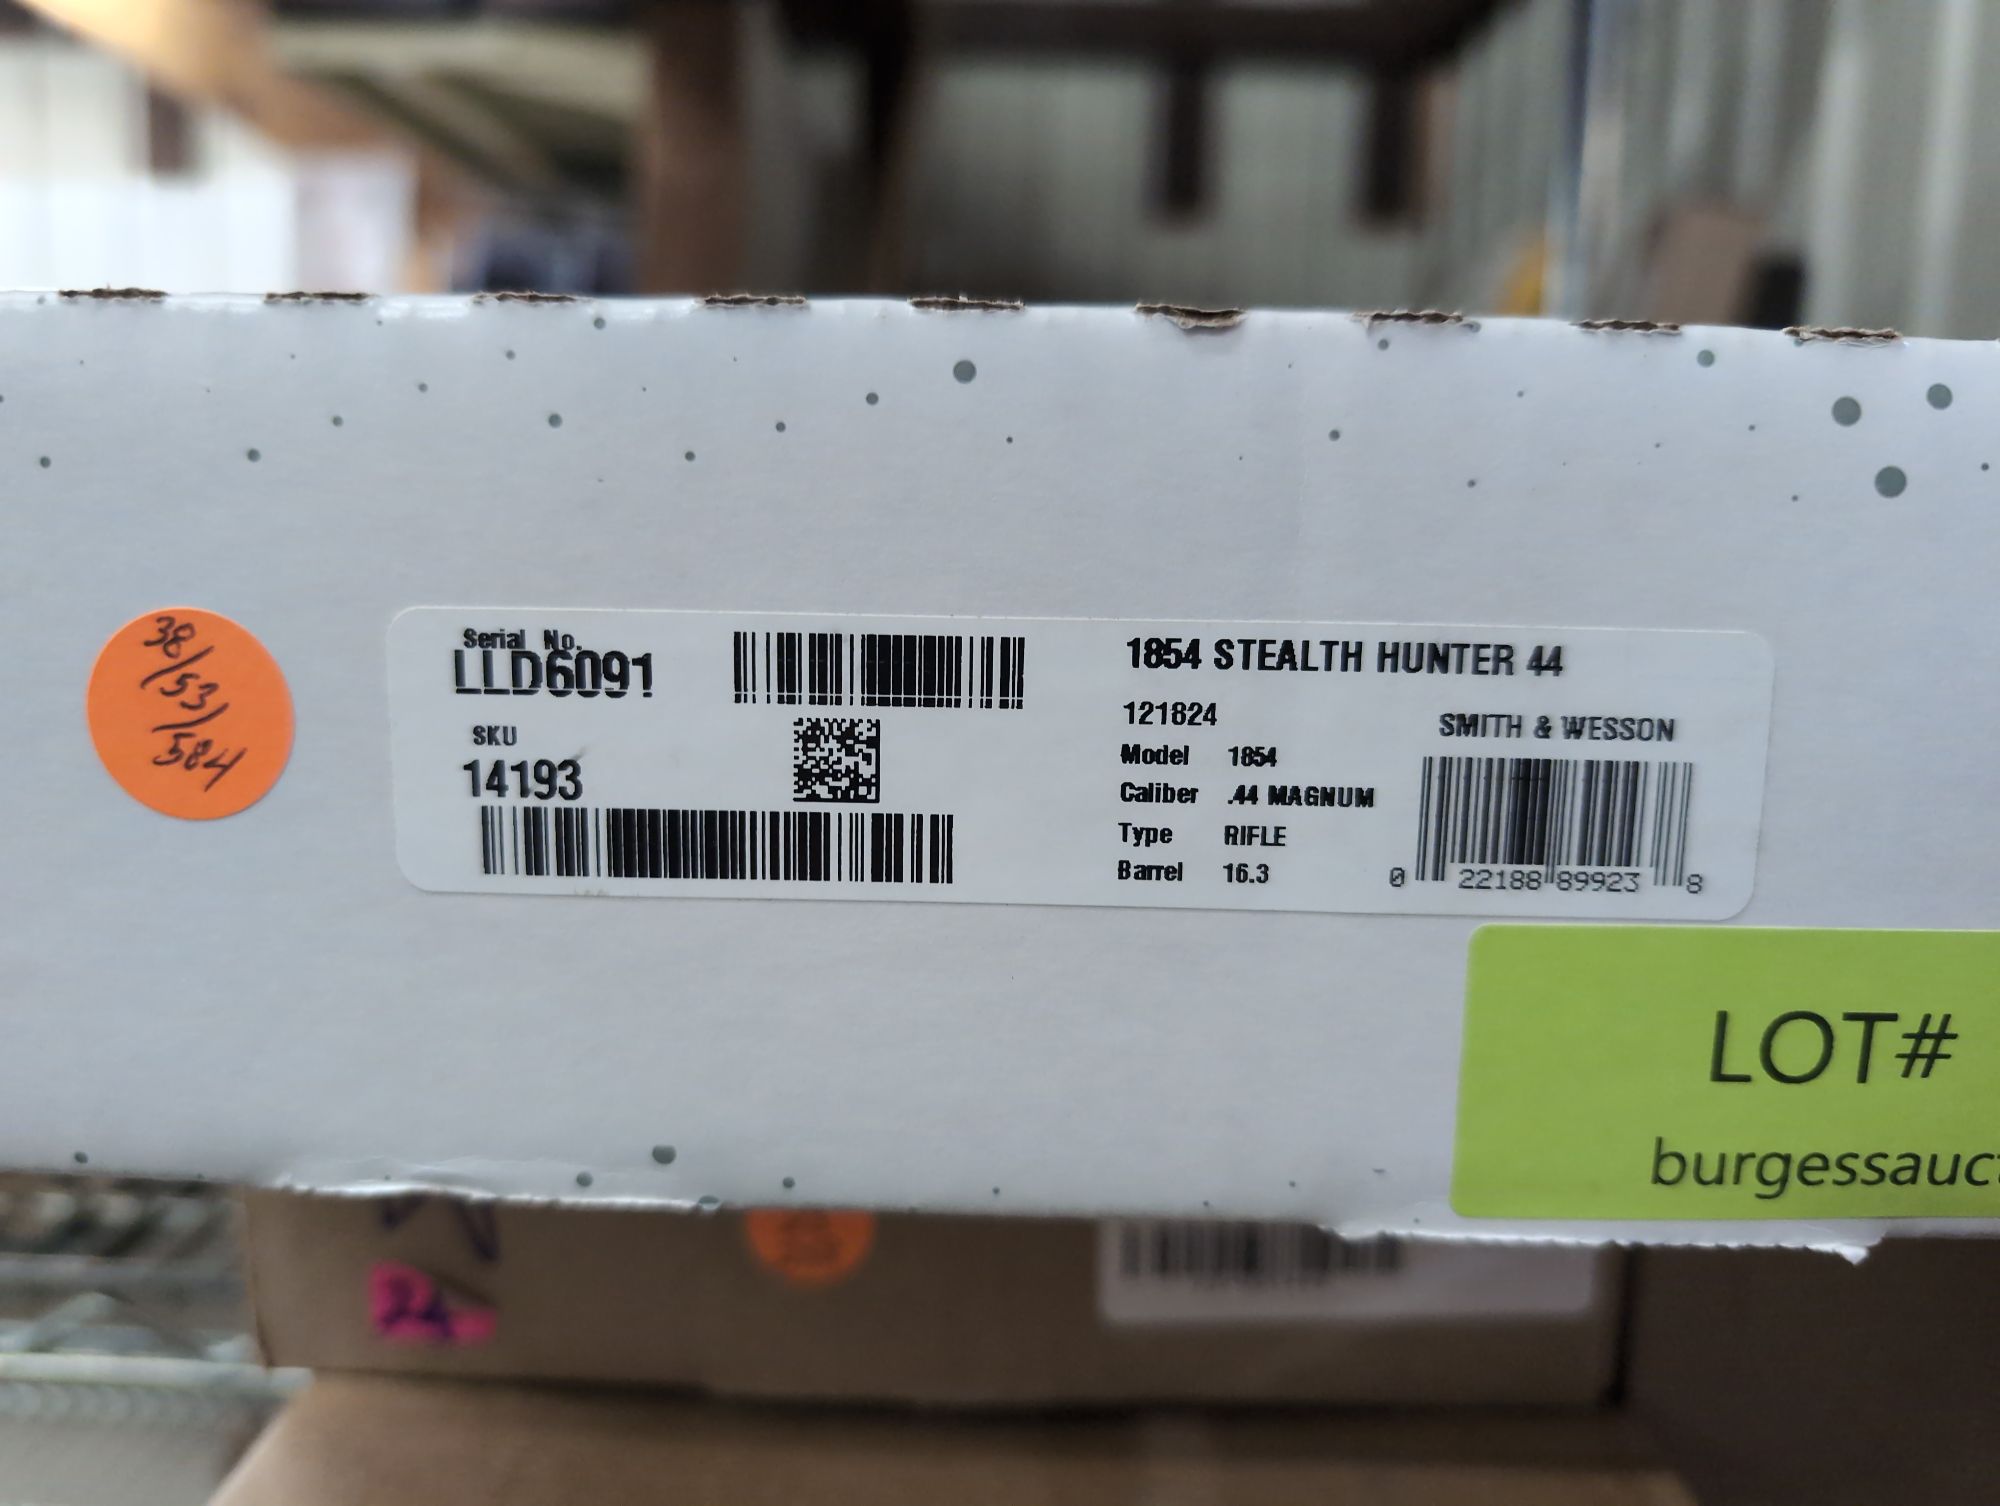 38/53/584
Serial No.
LLD6091
SKU
14193
1854 STEALTH HUNTER 44
121824
SMITH & WESSON
Model 1854
Caliber .44 MAGNUM
Type RIFLE
Barrel 16.3
0 22188 89923 8
LOT#
burgessauct
24